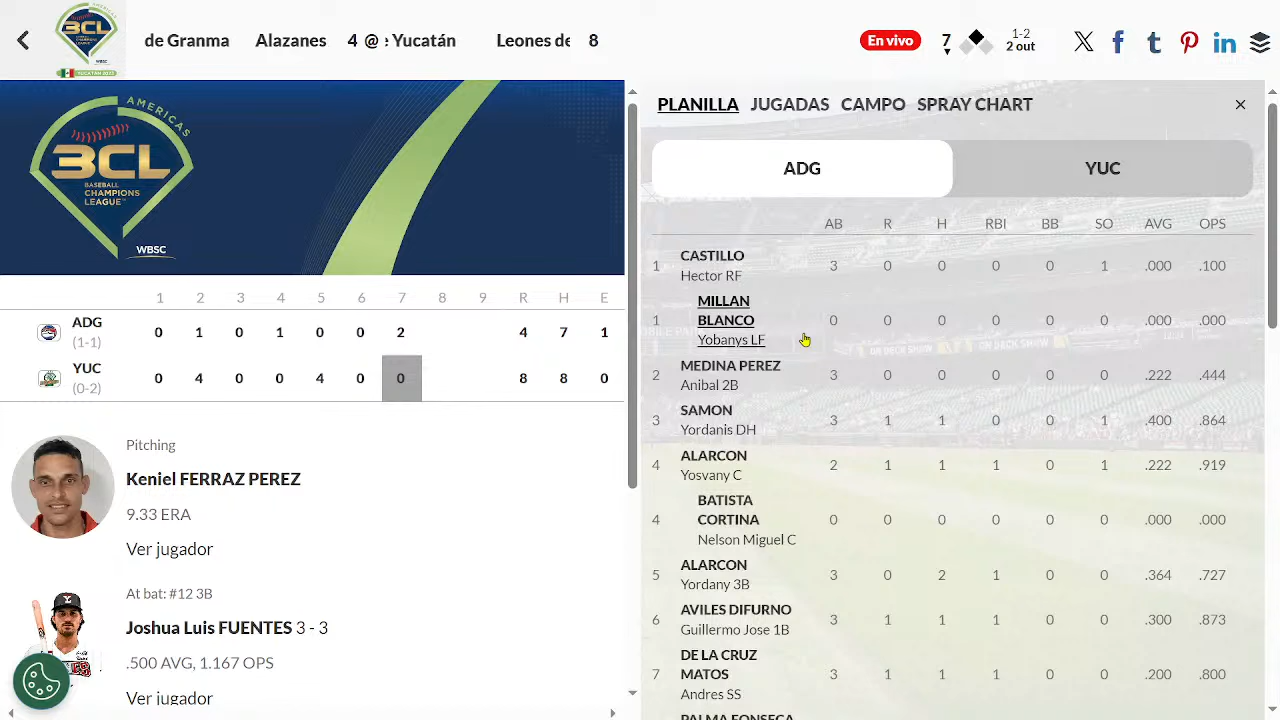 3CL
YUCATÁN 2023
de Granma Alazanes 4 @ e Yucatán Leones de 8
En vivo 7 1-2
2 out
AMERICAS
3CL
BASEBALL
CHAMPIONS
LEAGUE
WBSC
1 2 3 4 5 6 7 8 9 R H E
ADG 0 1 0 1 0 0 2 4 7 1
(1-1)
YUC 0 4 0 0 4 0 0 8 8 0
(0-2)
Pitching
Keniel FERRAZ PEREZ
9.33 ERA
Ver jugador
At bat: #12 3B
Joshua Luis FUENTES 3 - 3
.500 AVG, 1.167 OPS
Ver jugador
PLANILLA JUGADAS CAMPO SPRAY CHART ×
ADG YUC
AB R H RBI BB SO AVG OPS
1 CASTILLO
Hector RF 3 0 0 0 0 1 .000 .100
1 MILLAN
BLANCO
Yobanys LF 0 0 0 0 0 0 .000 .000
2 MEDINA PEREZ
Anibal 2B 3 0 0 0 0 0 .222 .444
3 SAMON
Yordanis DH 3 1 1 0 0 1 .400 .864
4 ALARCON
Yosvany C 2 1 1 1 0 1 .222 .919
4 BATISTA
CORTINA
Nelson Miguel C 0 0 0 0 0 0 .000 .000
5 ALARCON
Yordany 3B 3 0 2 1 0 0 .364 .727
6 AVILES DIFURNO
Guillermo Jose 1B 3 1 1 1 0 0 .300 .873
7 DE LA CRUZ
MATOS
Andres SS 3 1 1 1 0 0 .200 .800
PALMA FONSECA